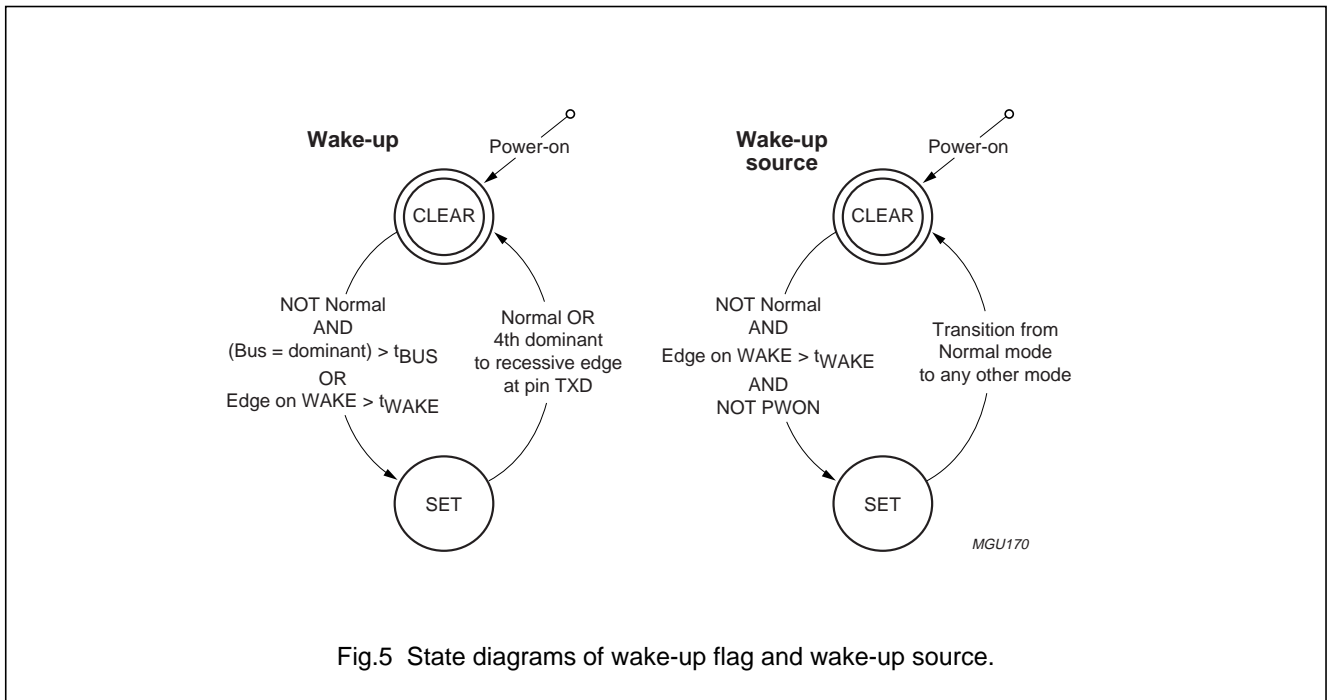 Wake-up
Power-on
CLEAR
NOT Normal
AND
(Bus = dominant) > tBUS
OR
Edge on WAKE > tWAKE
Normal OR
4th dominant
to recessive edge
at pin TXD
SET
Wake-up
source
Power-on
CLEAR
NOT Normal
AND
Edge on WAKE > tWAKE
AND
NOT PWON
Transition from
Normal mode
to any other mode
SET
MGU170
Fig.5 State diagrams of wake-up flag and wake-up source.